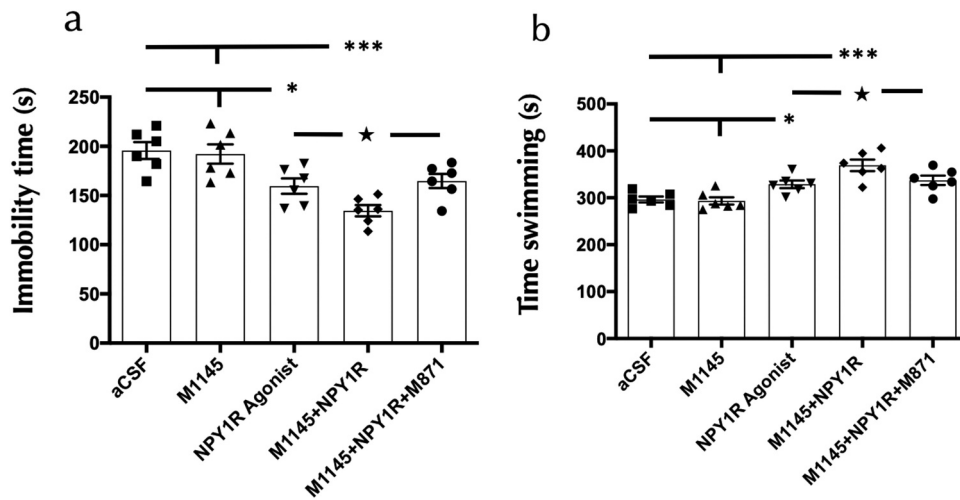 a
***
*
★
Immobility time (s)
250
200
150
100
50
0
aCSF
M1145
NPY1R Agonist
M1145+NPY1R
M1145+NPY1R+M871
b
***
★
*
Time swimming (s)
500
400
300
200
100
0
aCSF
M1145
NPY1R Agonist
M1145+NPY1R
M1145+NPY1R+M871